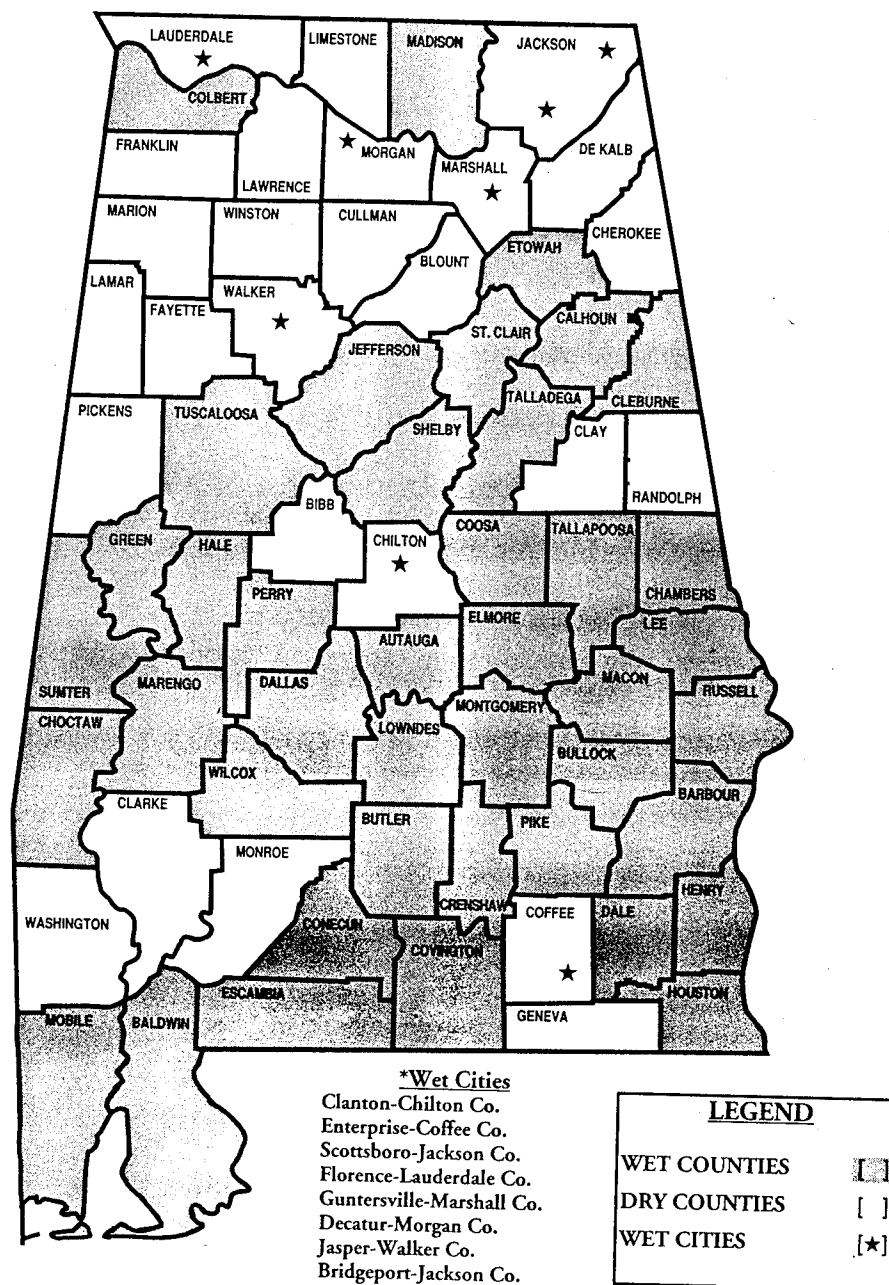 LAUDERDALE
LIMESTONE
MADISON
JACKSON
COLBERT
FRANKLIN
LAWRENCE
MORGAN
MARSHALL
DE KALB
MARION
WINSTON
CULLMAN
BLOUNT
ETOWAH
CHEROKEE
LAMAR
FAYETTE
WALKER
JEFFERSON
ST. CLAIR
CALHOUN
CLEBURNE
PICKENS
TUSCALOOSA
SHELBY
TALLADEGA
CLAY
RANDOLPH
BIBB
GREEN
HALE
PERRY
CHILTON
COOSA
TALLAPOOSA
CHAMBERS
LEE
SUMTER
MARENGO
DALLAS
AUTAUGA
ELMORE
MACON
RUSSELL
CHOCTAW
WILCOX
LOWNDES
MONTGOMERY
BULLOCK
BARBOUR
CLARKE
MONROE
BUTLER
CRENSHAW
PIKE
HENRY
WASHINGTON
CONECUH
COVINGTON
COFFEE
DALE
MOBILE
BALDWIN
ESCAMBIA
GENEVA
HOUSTON
*Wet Cities
Clanton-Chilton Co.
Enterprise-Coffee Co.
Scottsboro-Jackson Co.
Florence-Lauderdale Co.
Guntersville-Marshall Co.
Decatur-Morgan Co.
Jasper-Walker Co.
Bridgeport-Jackson Co.
LEGEND
WET COUNTIES [ ]
DRY COUNTIES [ ]
WET CITIES [★]